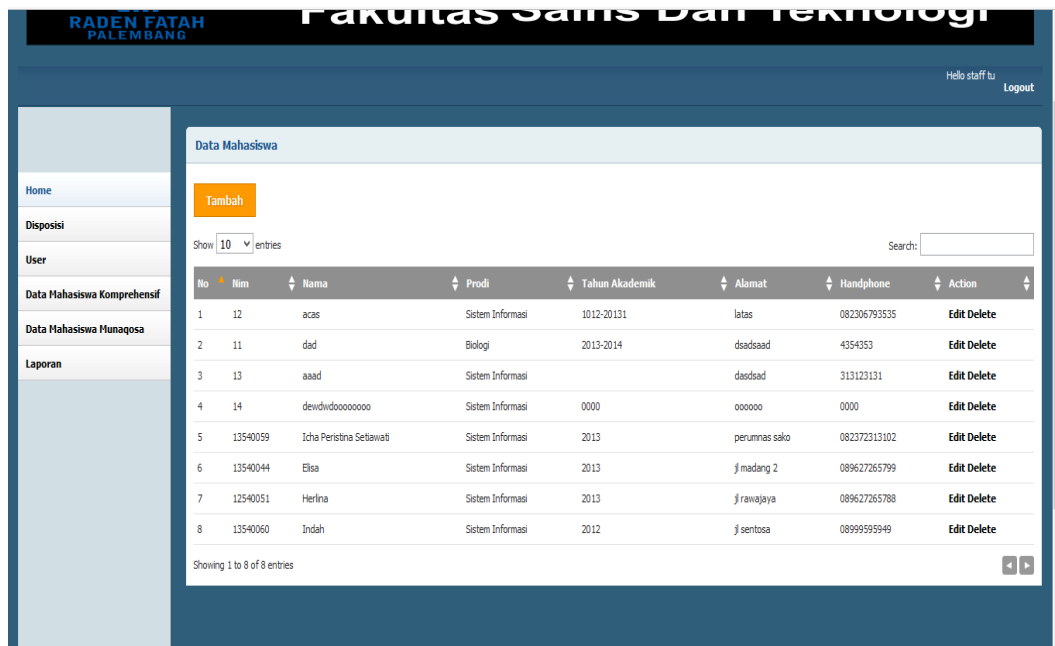 RADEN FATAH
PALEMBANG
Fakultas Sains Dan Teknologi
Hello staff tu
Logout
Home
Disposisi
User
Data Mahasiswa Komprehensif
Data Mahasiswa Munaqosa
Laporan
Data Mahasiswa
Tambah
Show 10 entries
Search:
No Nim Nama Prodi Tahun Akademik Alamat Handphone Action
1 12 acas Sistem Informasi 1012-20131 latas 082306793535 Edit Delete
2 11 dad Biologi 2013-2014 dsadsaad 4354353 Edit Delete
3 13 aaad Sistem Informasi dasdsad 313123131 Edit Delete
4 14 dewdwdoooooooo Sistem Informasi 0000 oooooo 0000 Edit Delete
5 13540059 Icha Peristina Setiawati Sistem Informasi 2013 perumnas sako 082372313102 Edit Delete
6 13540044 Elisa Sistem Informasi 2013 jl madang 2 089627265799 Edit Delete
7 12540051 Herlina Sistem Informasi 2013 jl rawajaya 089627265788 Edit Delete
8 13540060 Indah Sistem Informasi 2012 jl sentosa 08999595949 Edit Delete
Showing 1 to 8 of 8 entries